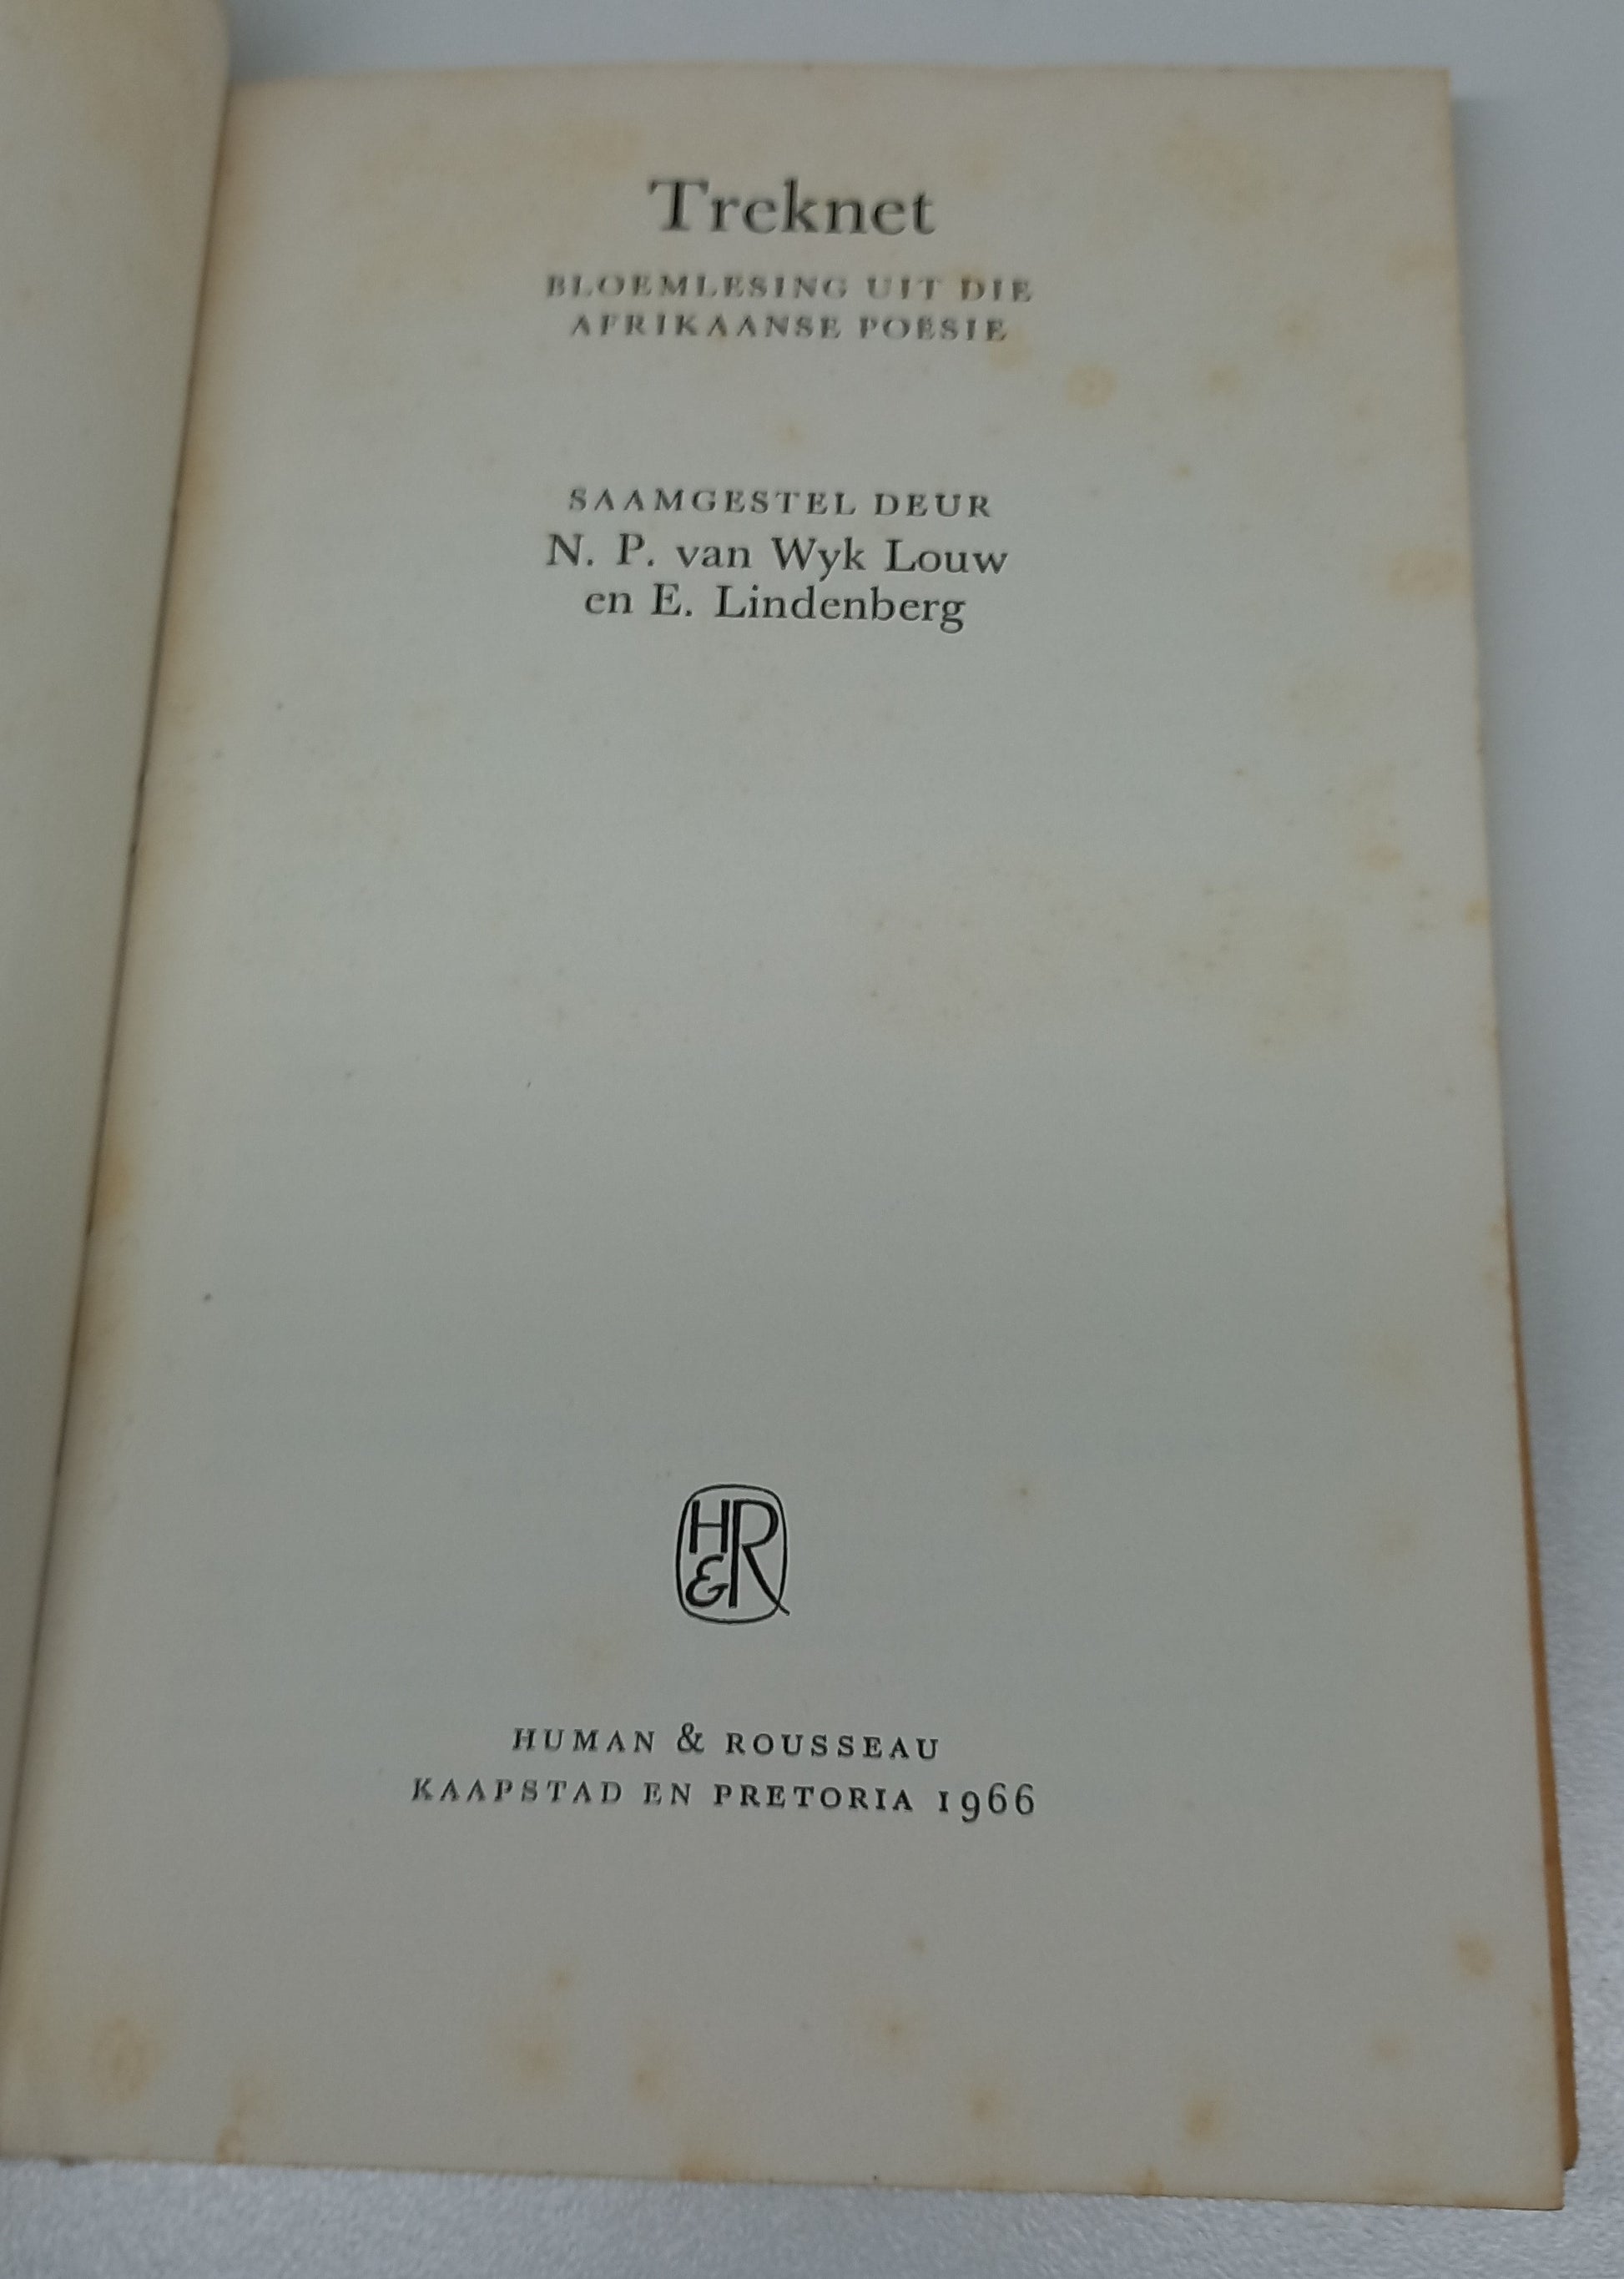 Treknet
BLOEMLESING UIT DIE
AFRIKAANSE POËSIE
SAAMGESTEL DEUR
N. P. van Wyk Louw
en E. Lindenberg
H&R
HUMAN & ROUSSEAU
KAAPSTAD EN PRETORIA 1966